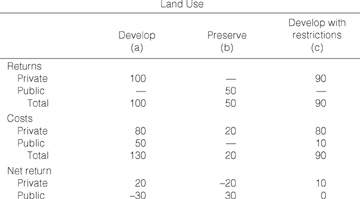 Land Use
Develop Preserve Develop with restrictions
(a) (b) (c)
Returns
Private 100 — 90
Public — 50 —
Total 100 50 90
Costs
Private 80 20 80
Public 50 — 10
Total 130 20 90
Net return
Private 20 –20 10
Public –30 30 0